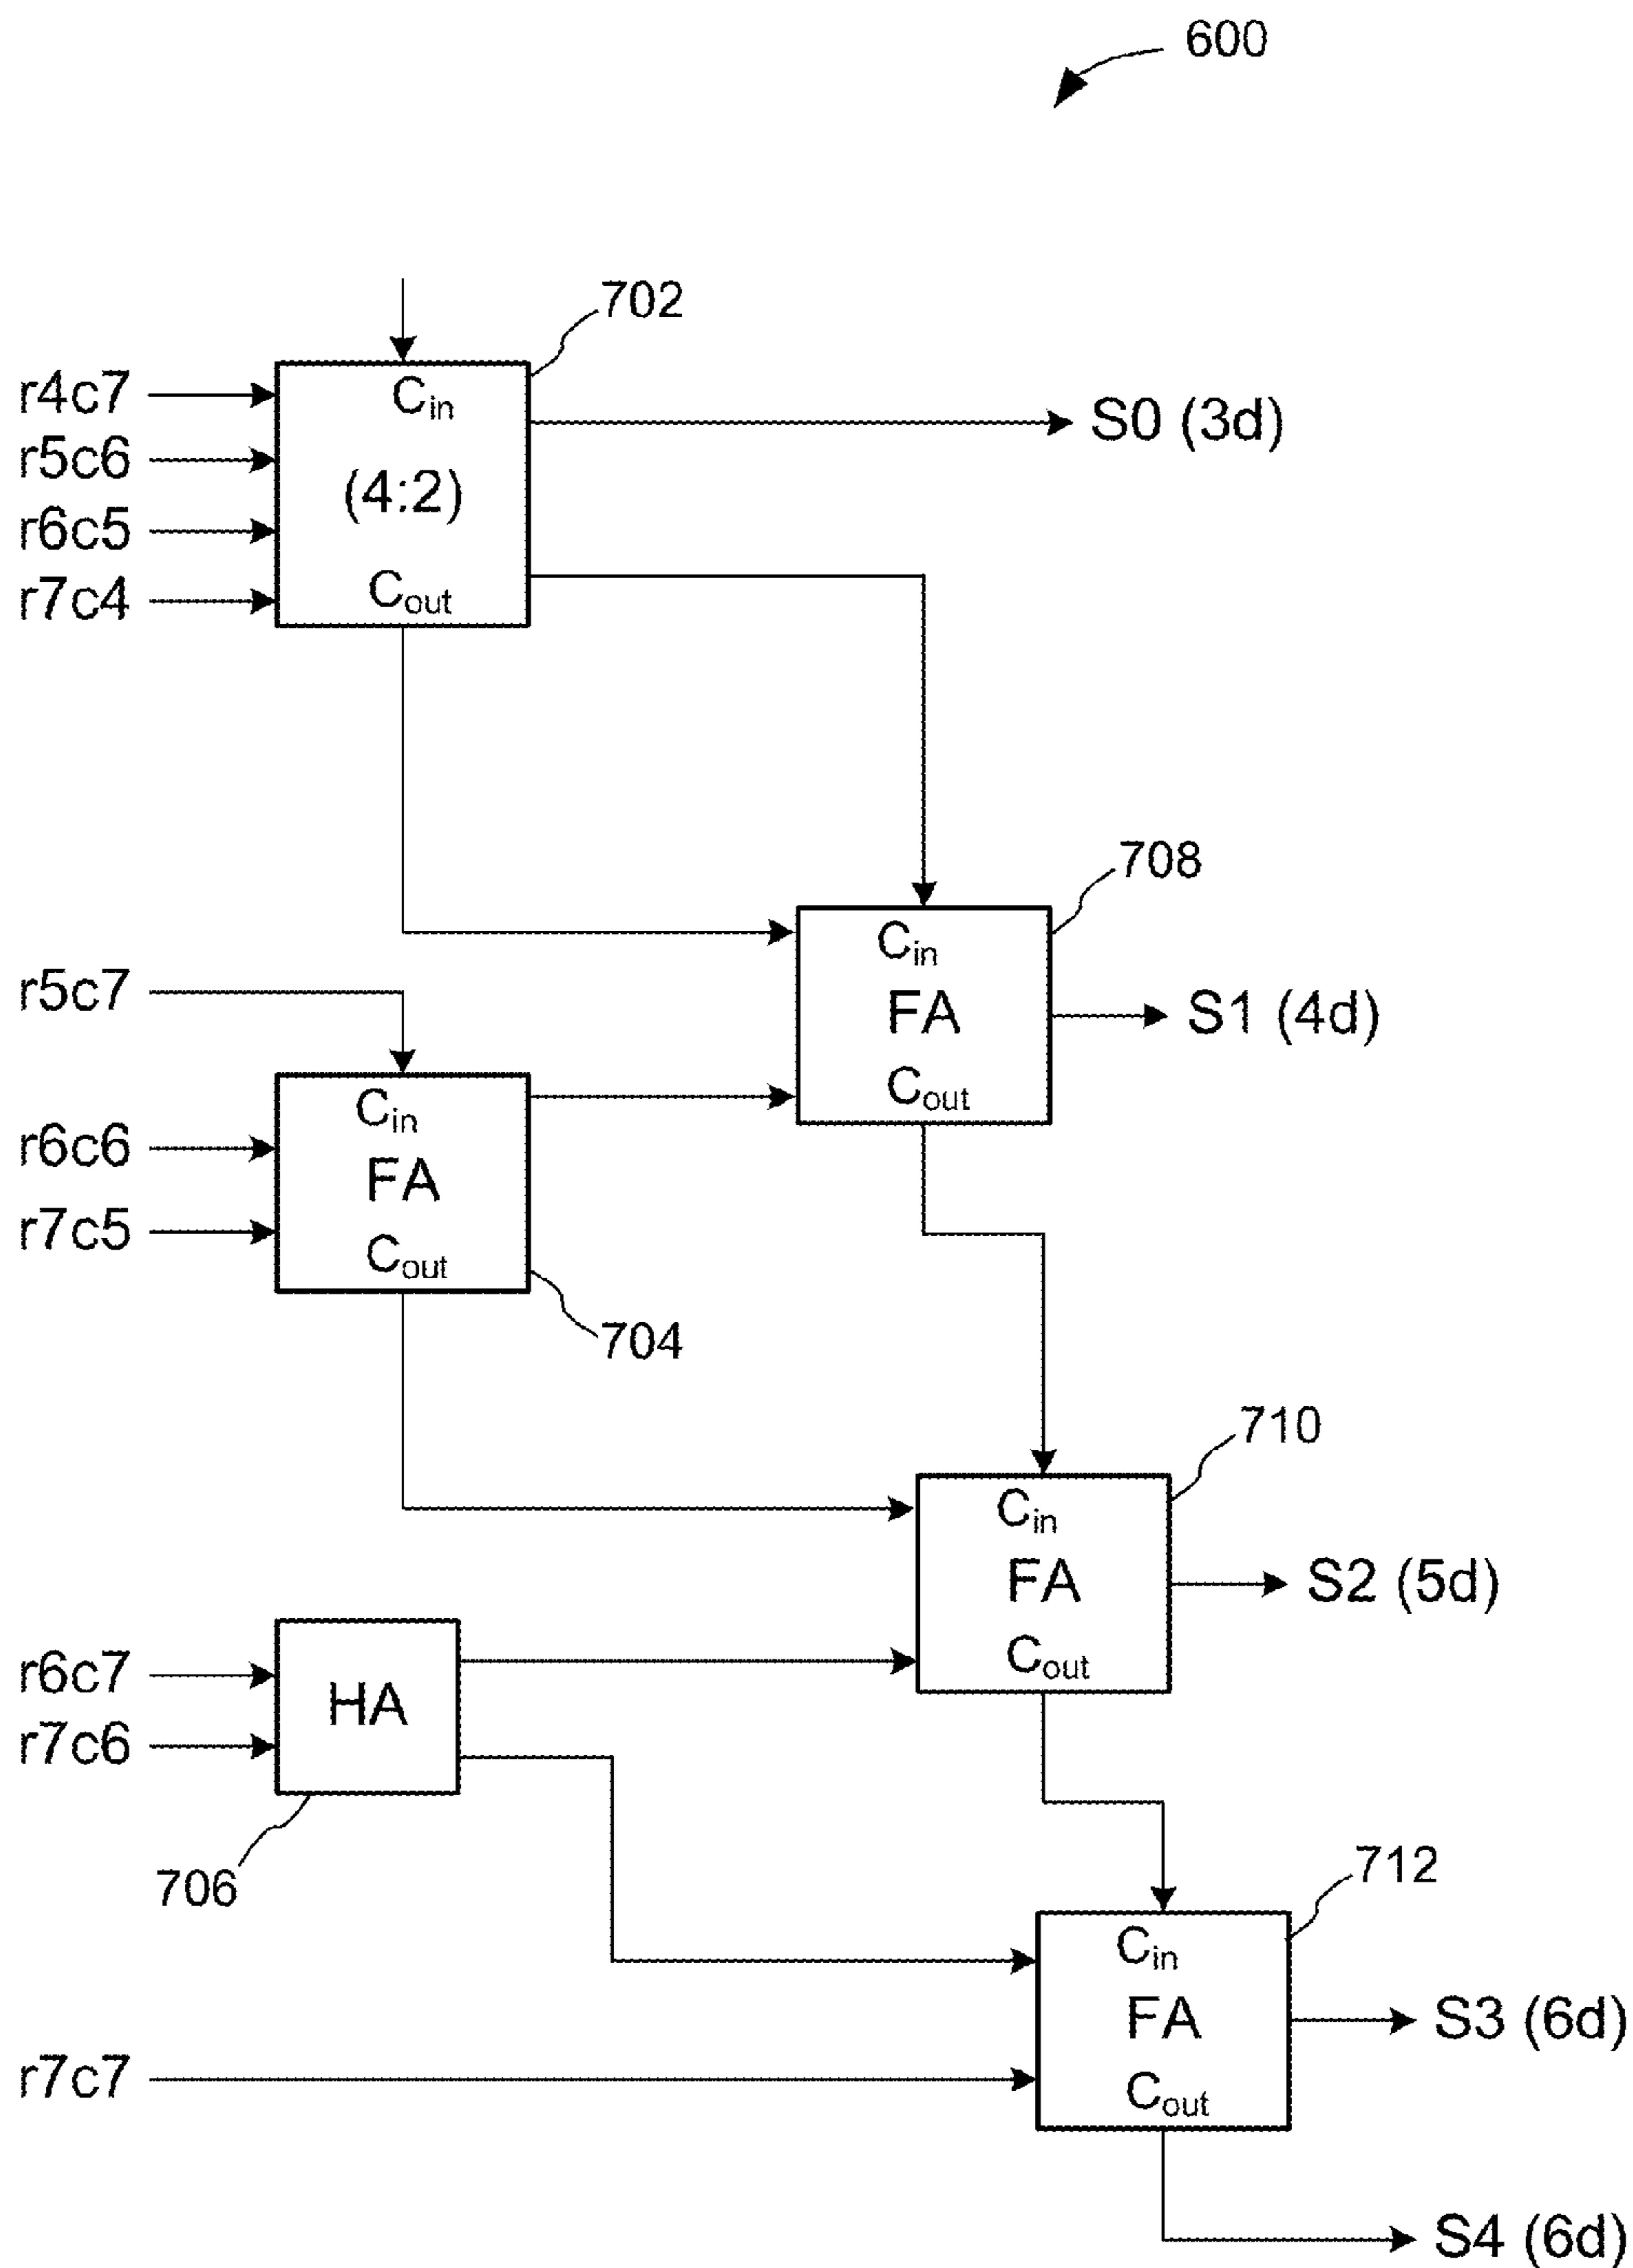 600
702
r4c7
Cin
S0 (3d)
r5c6
(4:2)
r6c5
r7c4
Cout
708
Cin
r5c7
FA
S1 (4d)
Cout
Cin
r6c6
FA
r7c5
Cout
704
710
Cin
FA
S2 (5d)
Cout
r6c7
HA
r7c6
706
712
Cin
FA
S3 (6d)
r7c7
Cout
S4 (6d)